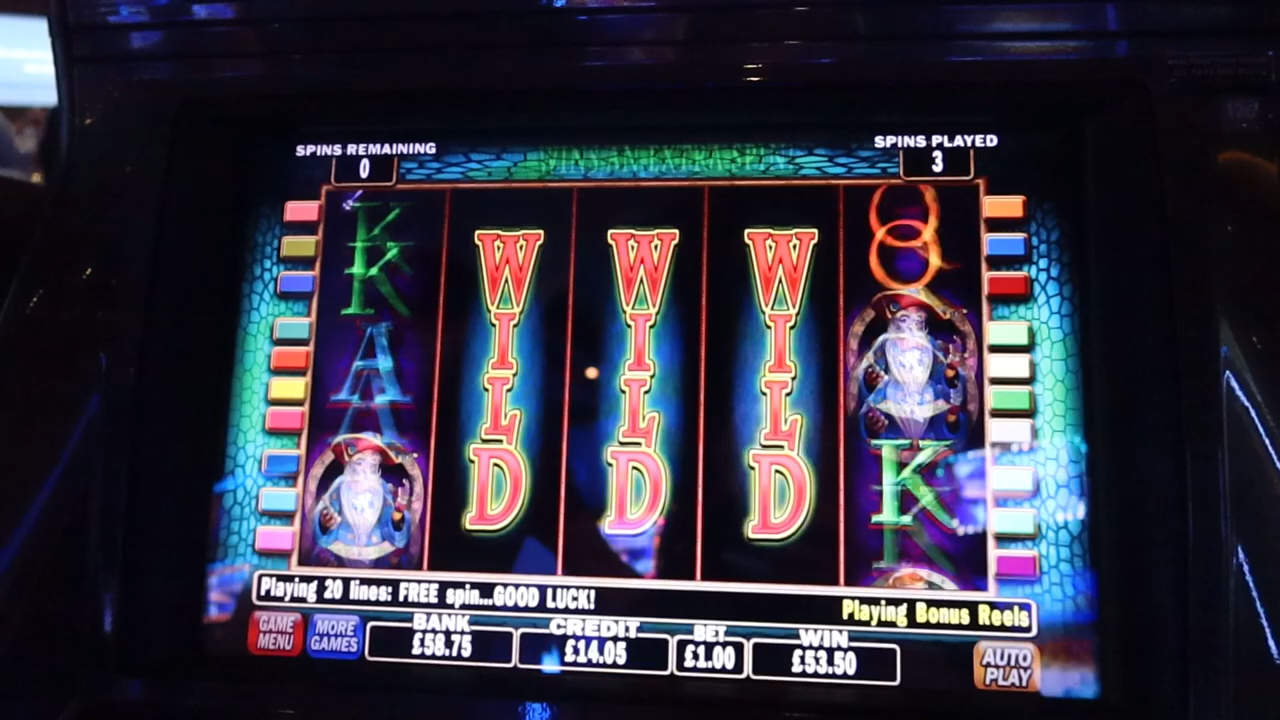 SPINS REMAINING
0
SPINS PLAYED
3
K
K
A
WILD
WILD
WILD
K
Playing 20 lines: FREE spin...GOOD LUCK!
Playing Bonus Reels
GAME
MENU
MORE
GAMES
BANK
£58.75
CREDIT
£14.05
BET
£1.00
WIN
£53.50
AUTO
PLAY